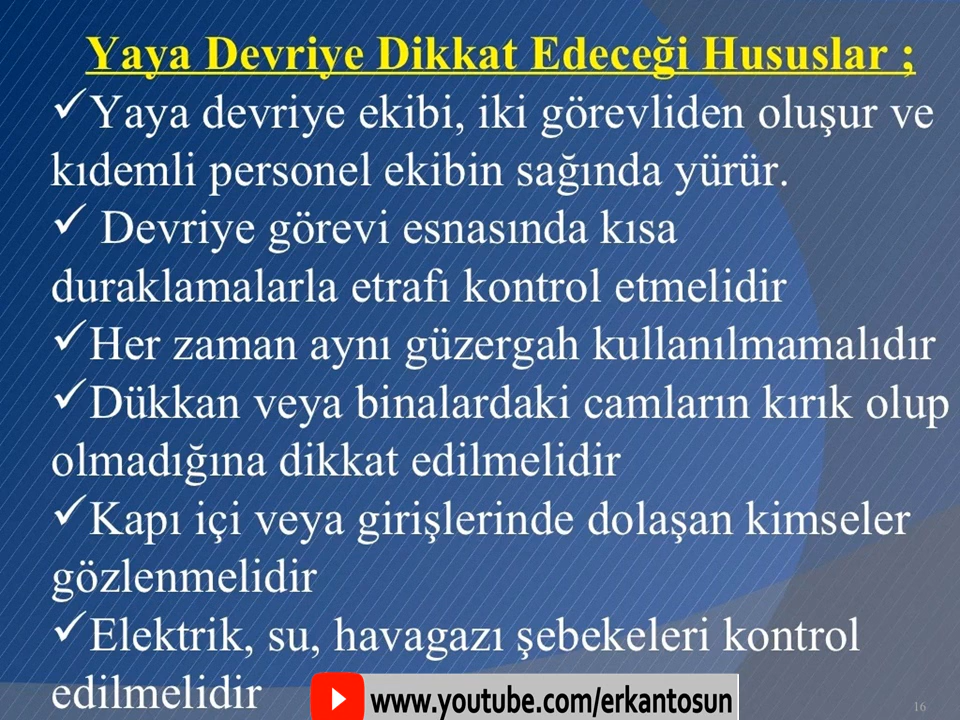 Yaya Devriye Dikkat Edeceği Hususlar ;
✓Yaya devriye ekibi, iki görevliden oluşur ve
kıdemli personel ekibin sağında yürür.
✓ Devriye görevi esnasında kısa
duraklamalarla etrafı kontrol etmelidir
✓Her zaman aynı güzergah kullanılmamalıdır
✓Dükkan veya binalardaki camların kırık olup
olmadığına dikkat edilmelidir
✓Kapı içi veya girişlerinde dolaşan kimseler
gözlenmelidir
✓Elektrik, su, havagazı şebekeleri kontrol
edilmelidir
www.youtube.com/erkantosun
16